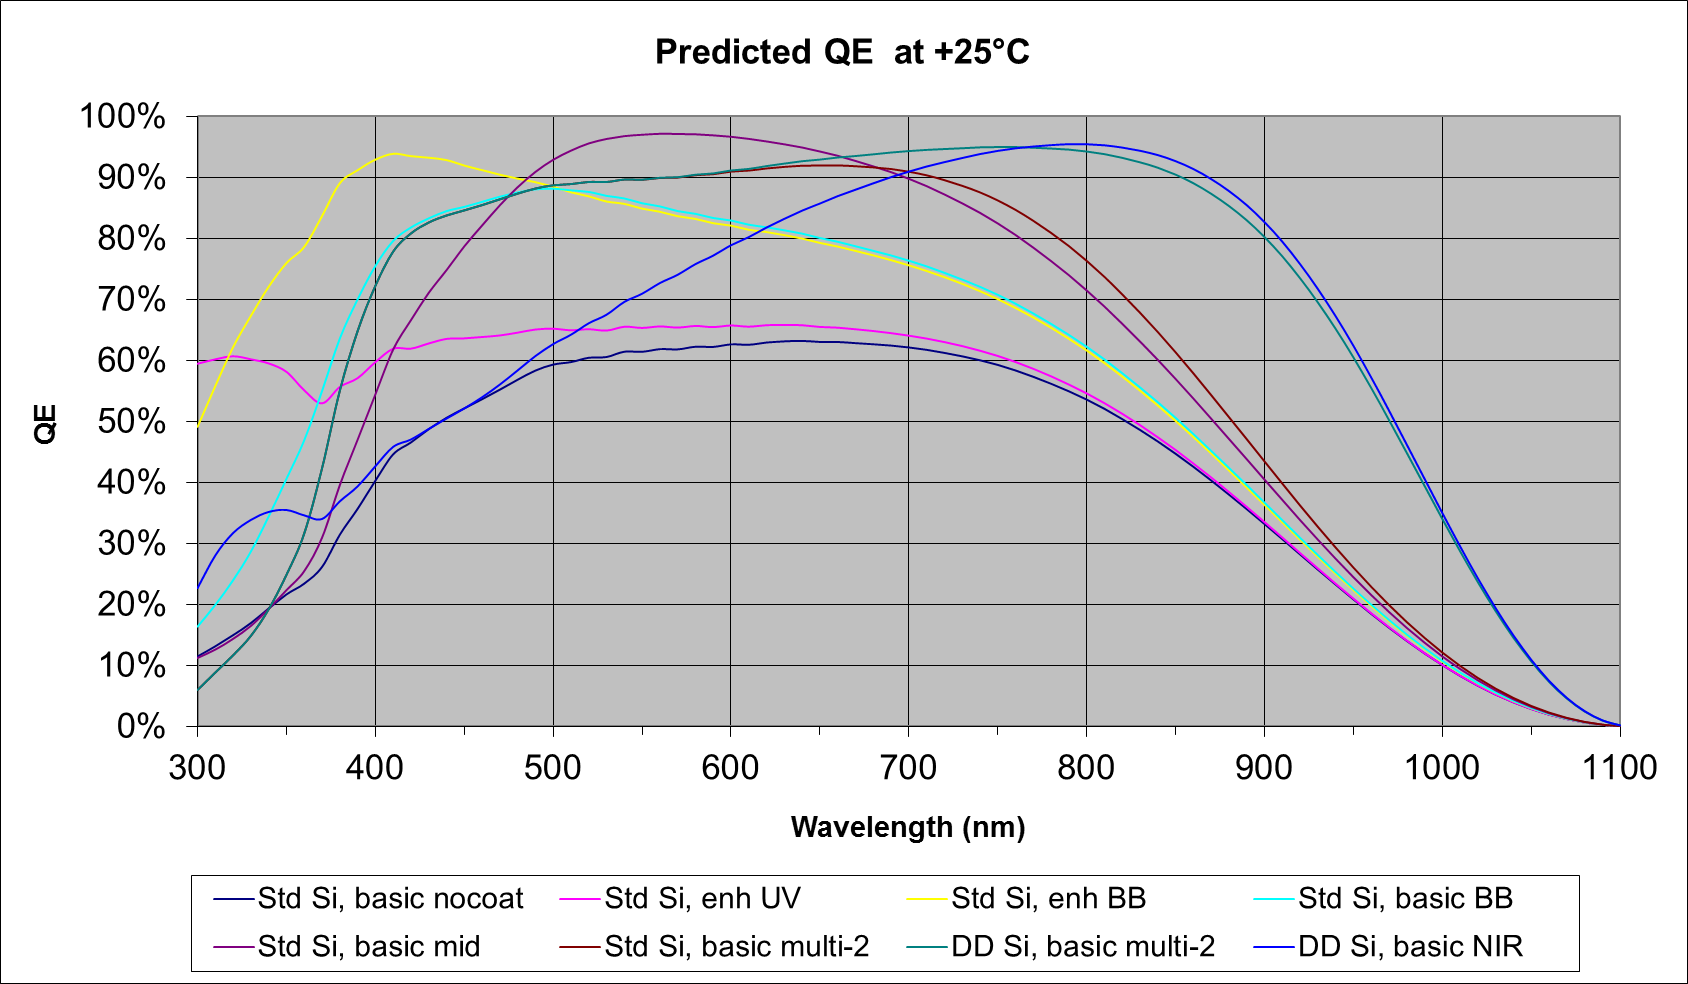 Predicted QE at +25°C
100%
90%
80%
70%
60%
50%
40%
30%
20%
10%
0%
QE
300 400 500 600 700 800 900 1000 1100
Wavelength (nm)
Std Si, basic nocoat Std Si, enh UV Std Si, enh BB Std Si, basic BB
Std Si, basic mid Std Si, basic multi-2 DD Si, basic multi-2 DD Si, basic NIR